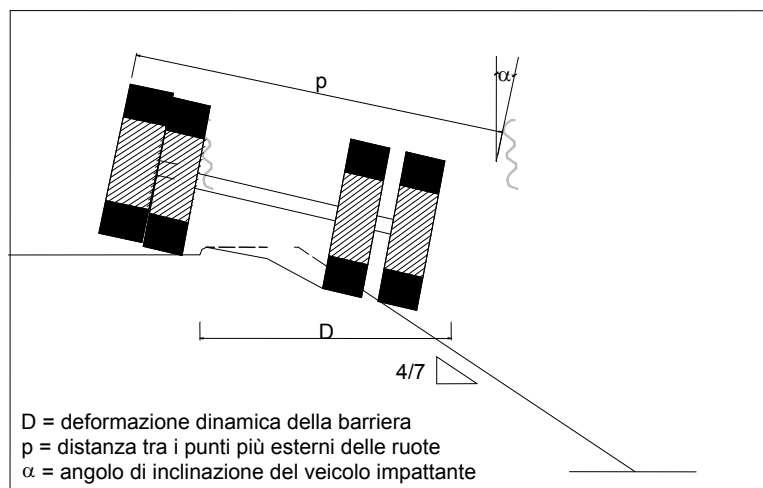 α
p
D
4/7
D = deformazione dinamica della barriera
p = distanza tra i punti più esterni delle ruote
α = angolo di inclinazione del veicolo impattante